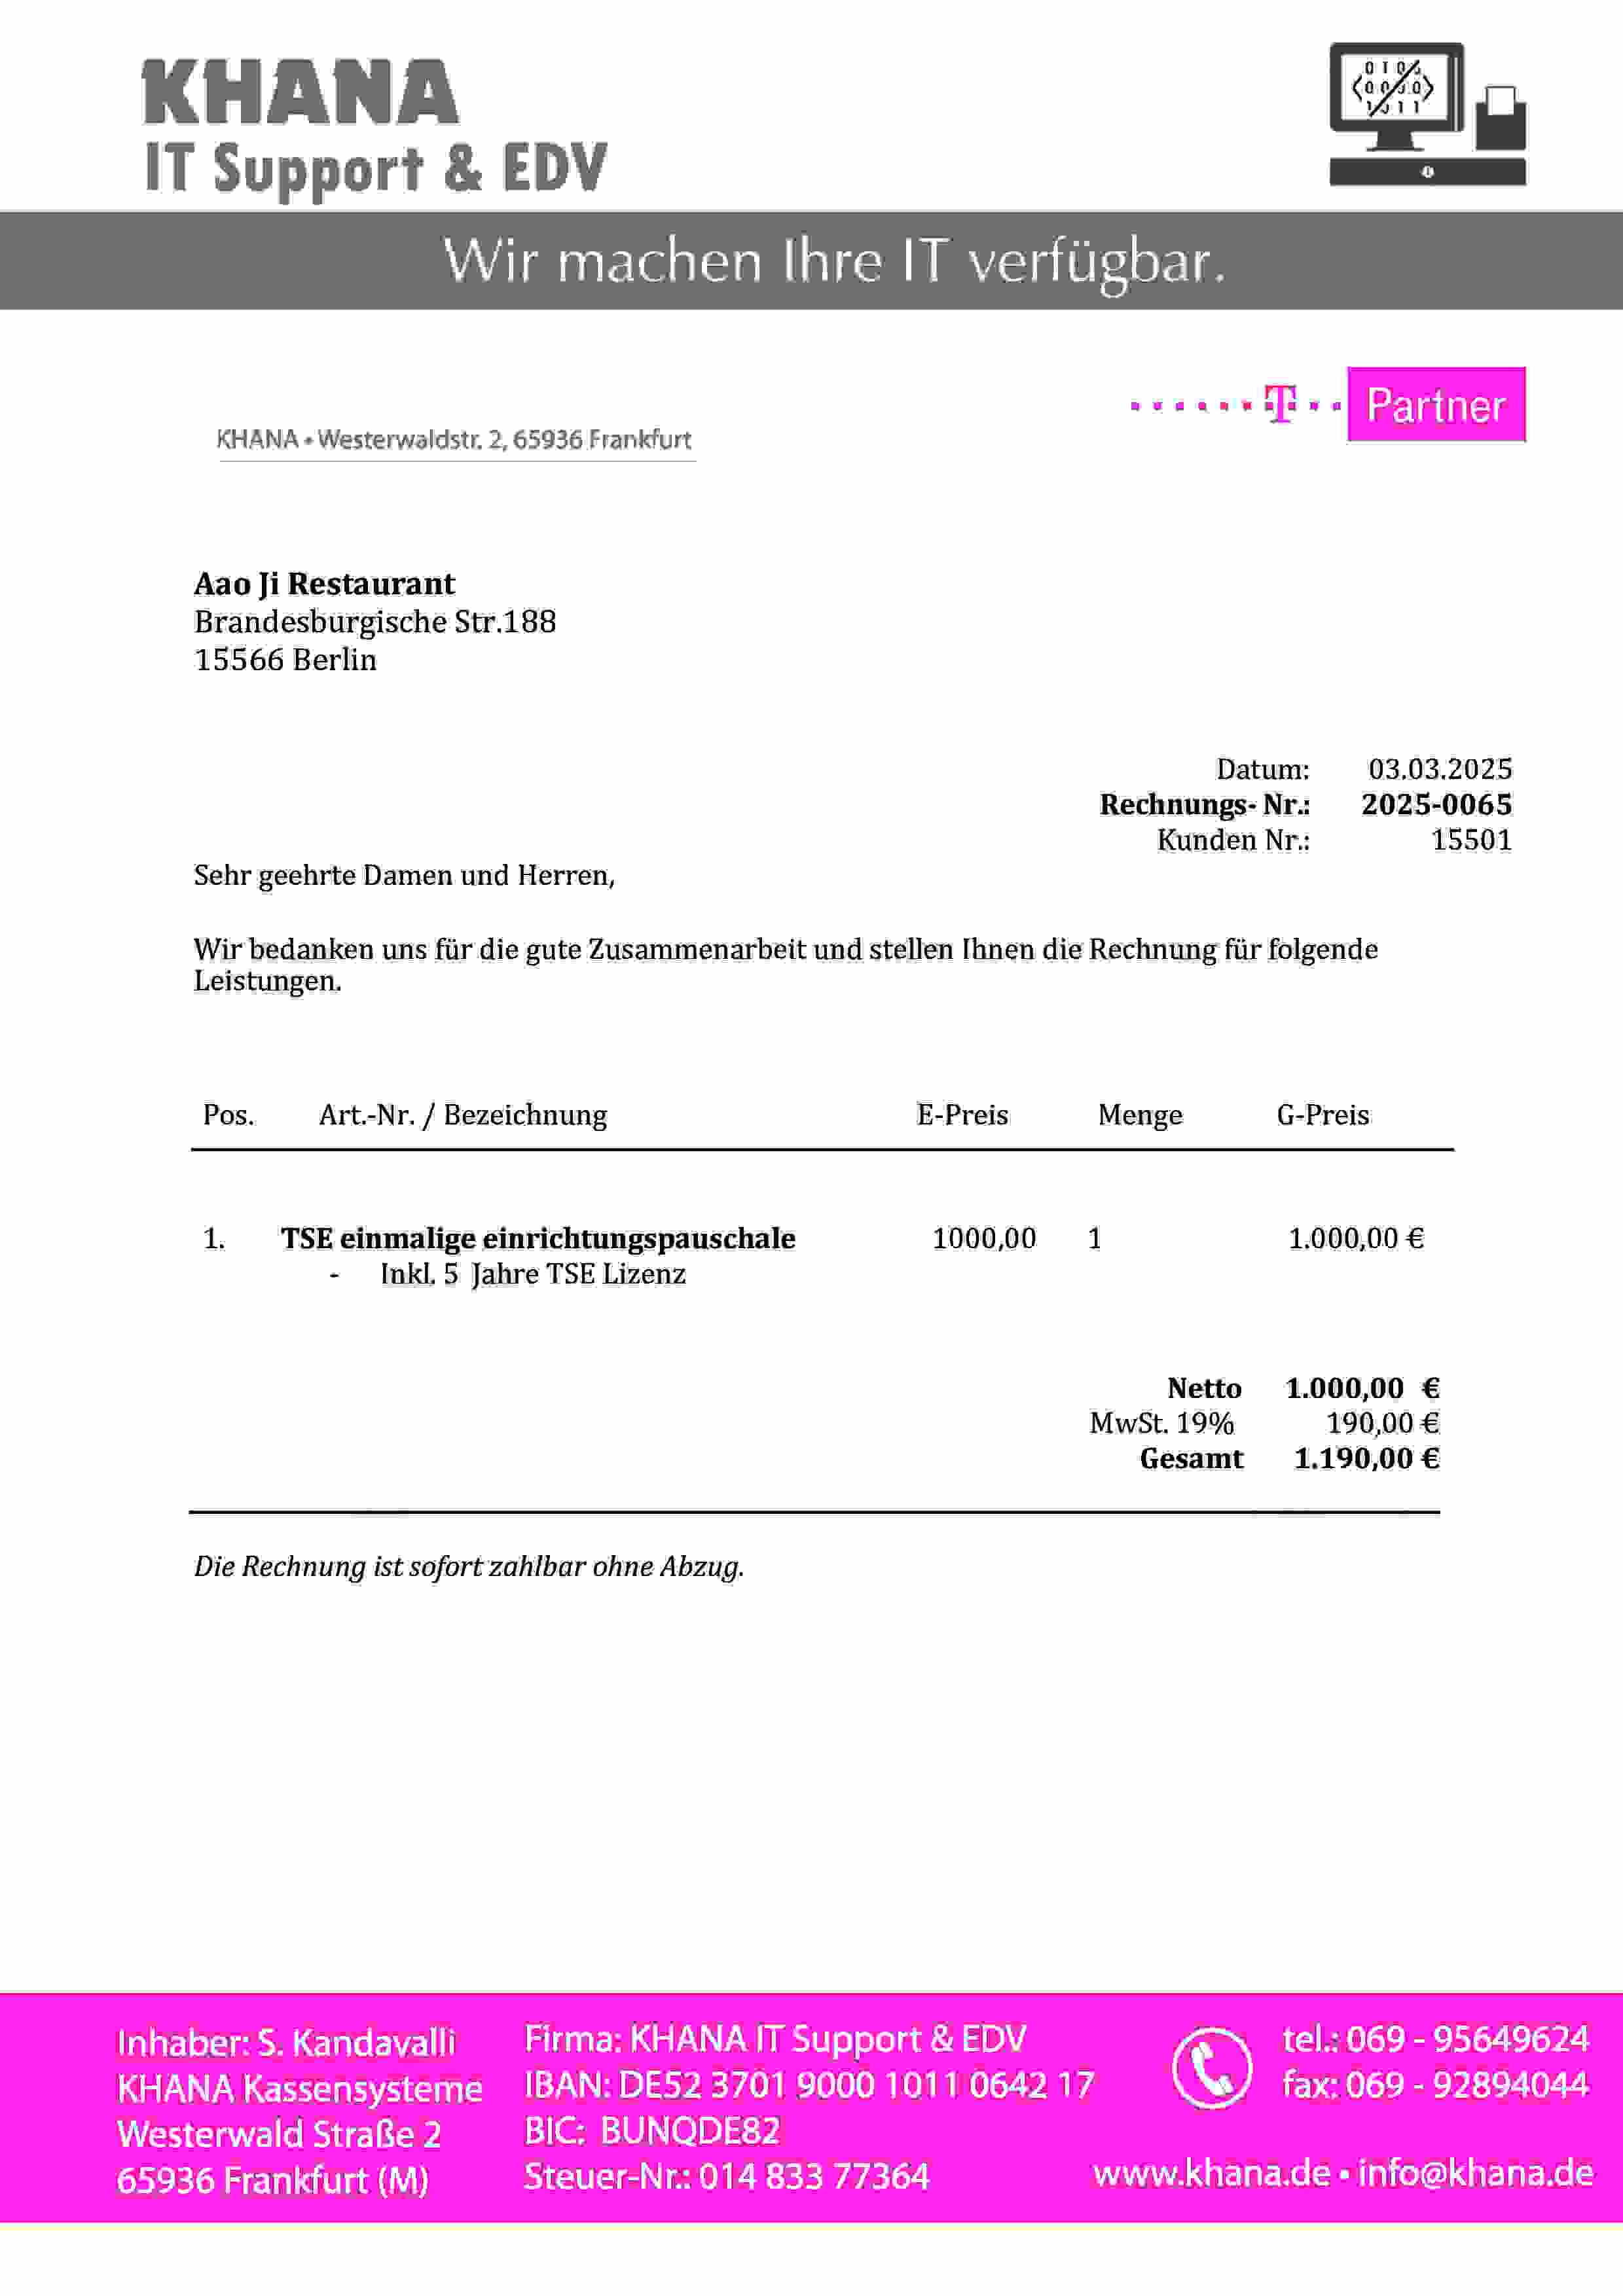 KHANA
IT Support & EDV
Wir machen Ihre IT verfügbar.
T Partner
KHANA • Westerwaldstr. 2, 65936 Frankfurt
Aao Ji Restaurant
Brandesburgische Str.188
15566 Berlin
Datum: 03.03.2025
Rechnungs- Nr.: 2025-0065
Kunden Nr.: 15501
Sehr geehrte Damen und Herren,
Wir bedanken uns für die gute Zusammenarbeit und stellen Ihnen die Rechnung für folgende
Leistungen.
Pos. Art.-Nr. / Bezeichnung E-Preis Menge G-Preis
1. TSE einmalige einrichtungspauschale 1000,00 1 1.000,00 €
- Inkl. 5 Jahre TSE Lizenz
Netto 1.000,00 €
MwSt. 19% 190,00 €
Gesamt 1.190,00 €
Die Rechnung ist sofort zahlbar ohne Abzug.
Inhaber: S. Kandavalli
KHANA Kassensysteme
Westerwald Straße 2
65936 Frankfurt (M)
Firma: KHANA IT Support & EDV
IBAN: DE52 3701 9000 1011 0642 17
BIC: BUNQDE82
Steuer-Nr.: 014 833 77364
tel.: 069 - 95649624
fax: 069 - 92894044
www.khana.de • info@khana.de